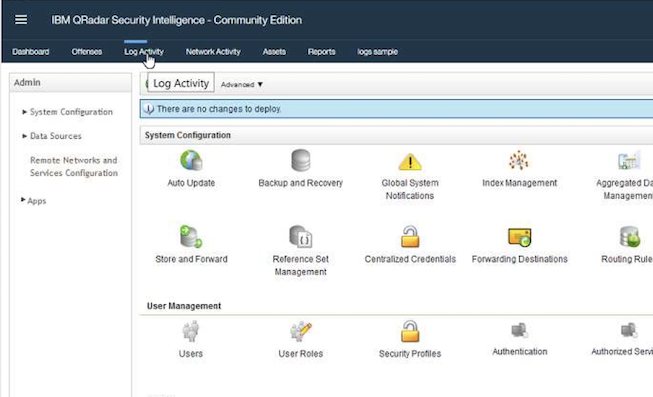 IBM QRadar Security Intelligence - Community Edition
Dashboard Offenses Log Activity Network Activity Assets Reports logs sample
Admin
Log Activity Advanced ▼
There are no changes to deploy.
System Configuration
Data Sources
Remote Networks and
Services Configuration
Apps
System Configuration
Auto Update Backup and Recovery Global System Index Management Aggregated Da
Notifications Managemen
Store and Forward Reference Set Centralized Credentials Forwarding Destinations Routing Rule
Management
User Management
Users User Roles Security Profiles Authentication Authorized Servi